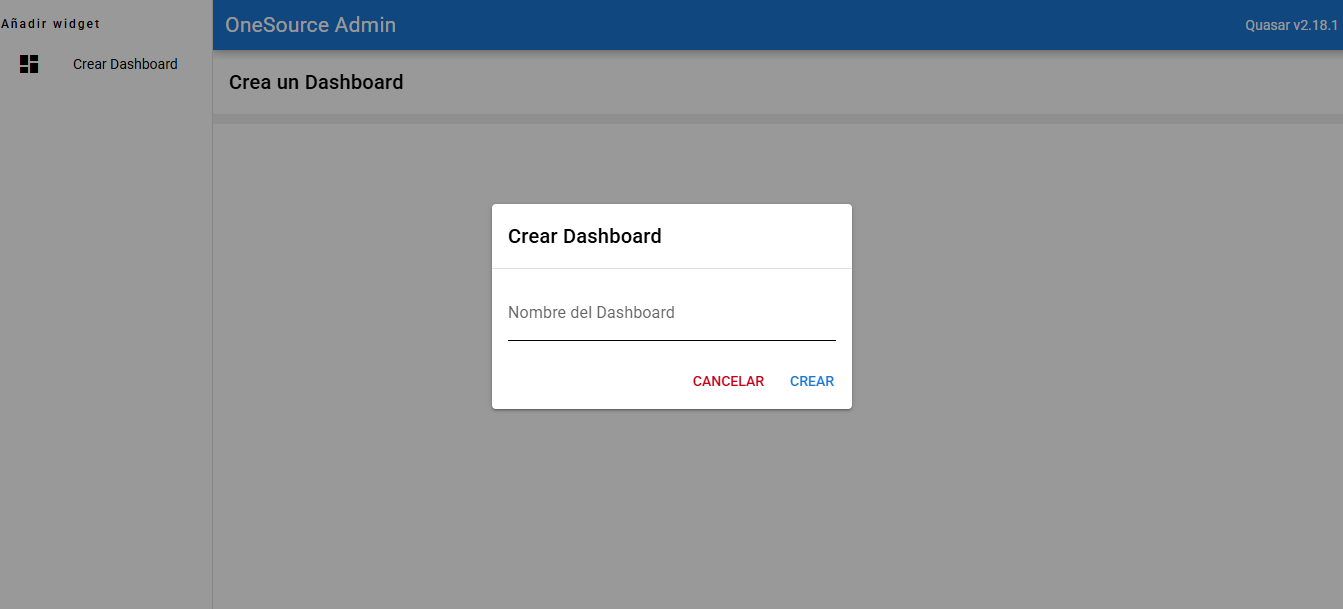 Añadir widget
Crear Dashboard
OneSource Admin
Quasar v2.18.1
Crea un Dashboard
Crear Dashboard
Nombre del Dashboard
CANCELAR
CREAR